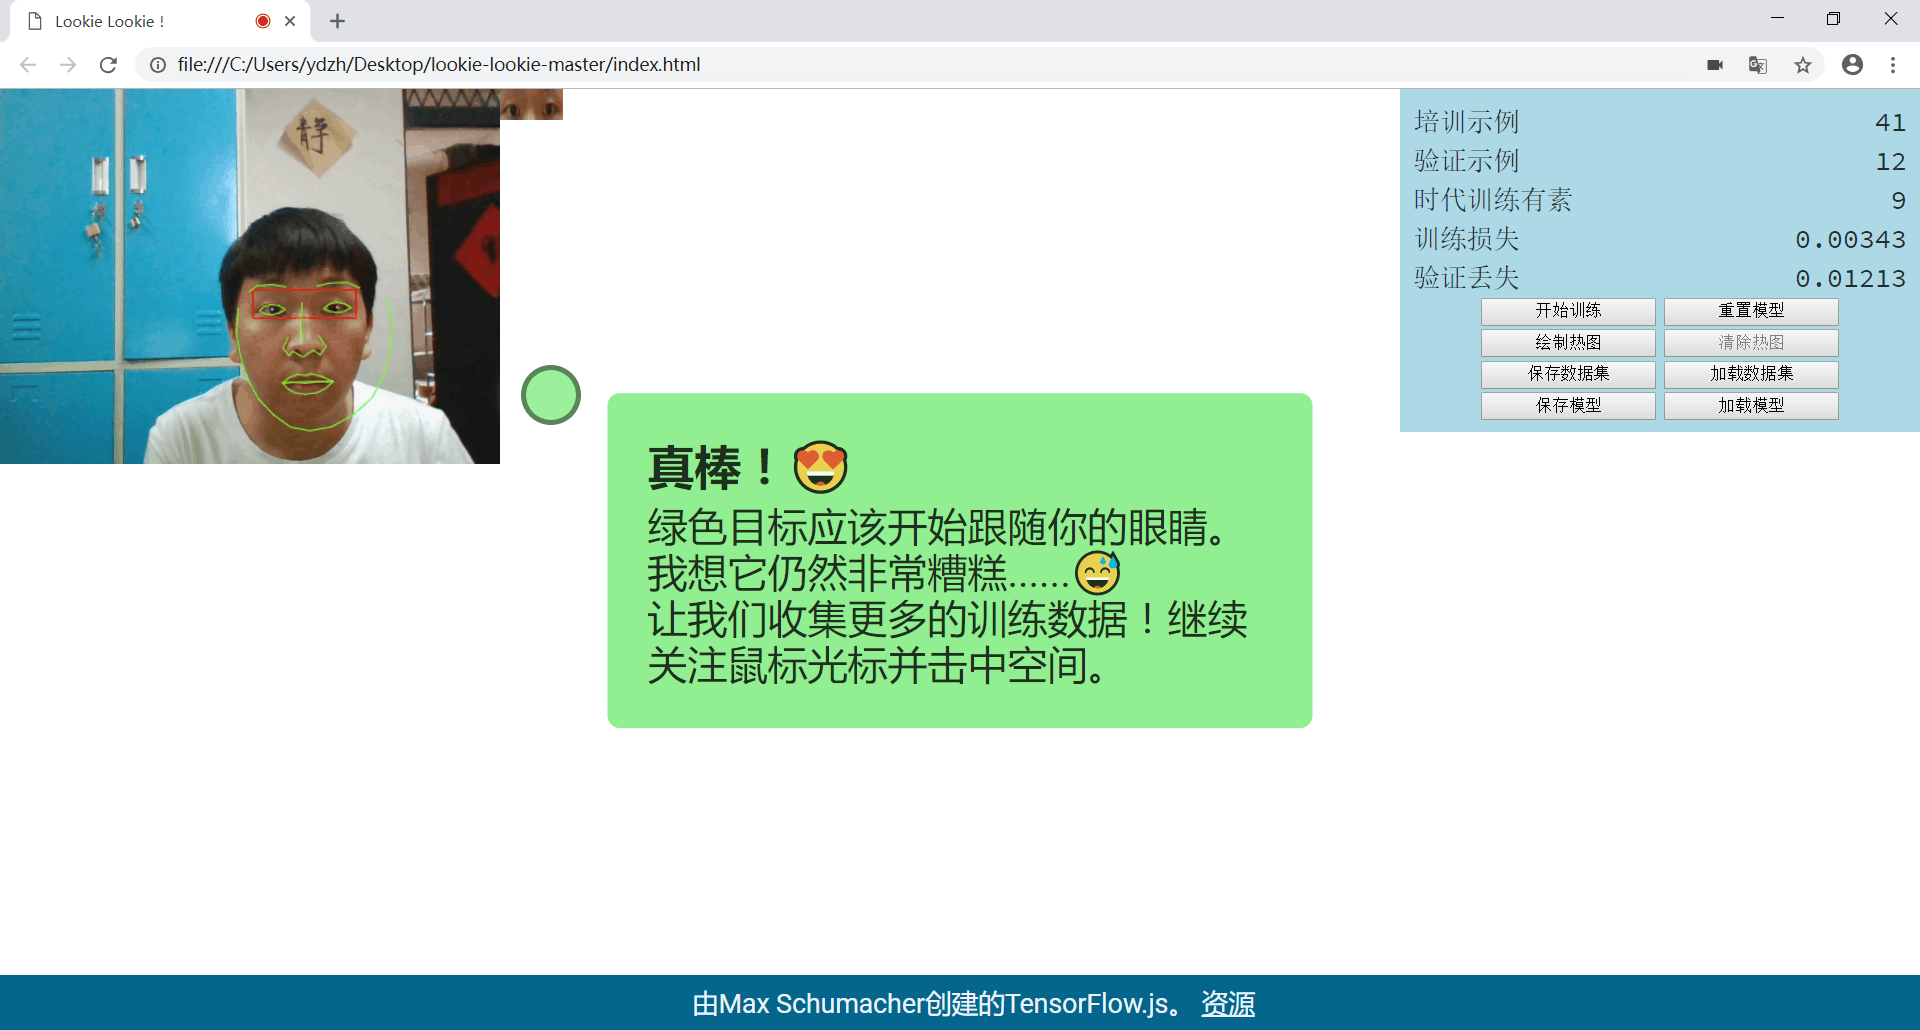 Lookie Lookie !
file:///C:/Users/ydzh/Desktop/lookie-lookie-master/index.html
静
培训示例 41
验证示例 12
时代训练有素 9
训练损失 0.00343
验证丢失 0.01213
开始训练 重置模型
绘制热图 清除热图
保存数据集 加载数据集
保存模型 加载模型
真棒！😍
绿色目标应该开始跟随你的眼睛。
我想它仍然非常糟糕......😅
让我们收集更多的训练数据！继续
关注鼠标光标并击中空间。
由Max Schumacher创建的TensorFlow.js。 资源